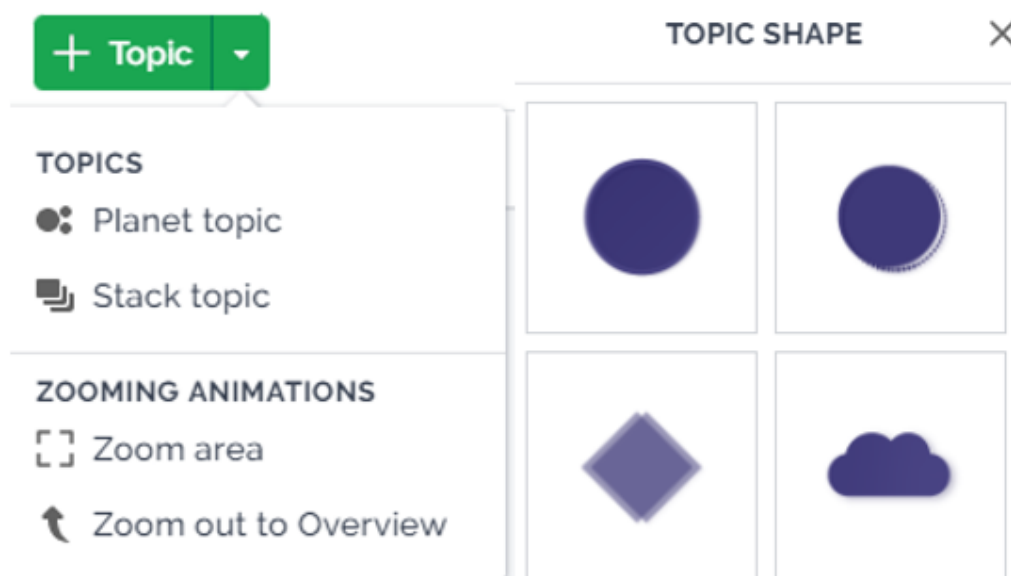 Topic
TOPICS
Planet topic
Stack topic
ZOOMING ANIMATIONS
Zoom area
Zoom out to Overview
TOPIC SHAPE